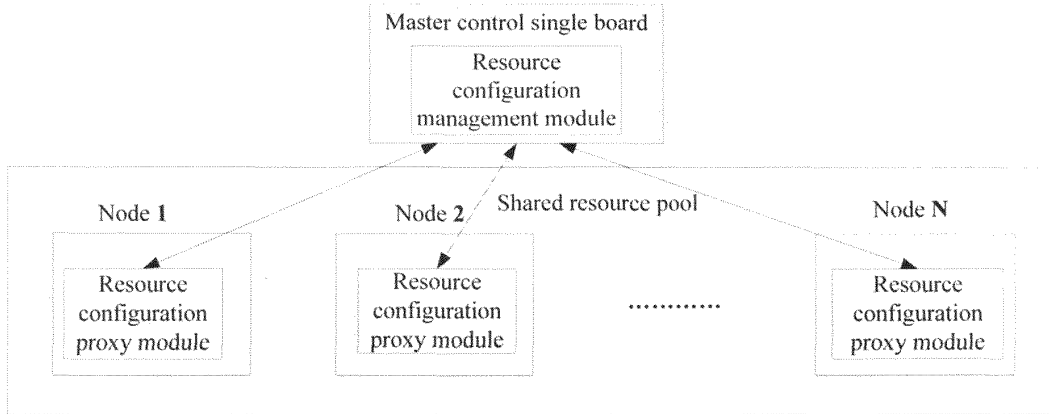 Master control single board
Resource
configuration
management module
Shared resource pool
Node 1
Node 2
Node N
Resource
configuration
proxy module
Resource
configuration
proxy module
............
Resource
configuration
proxy module